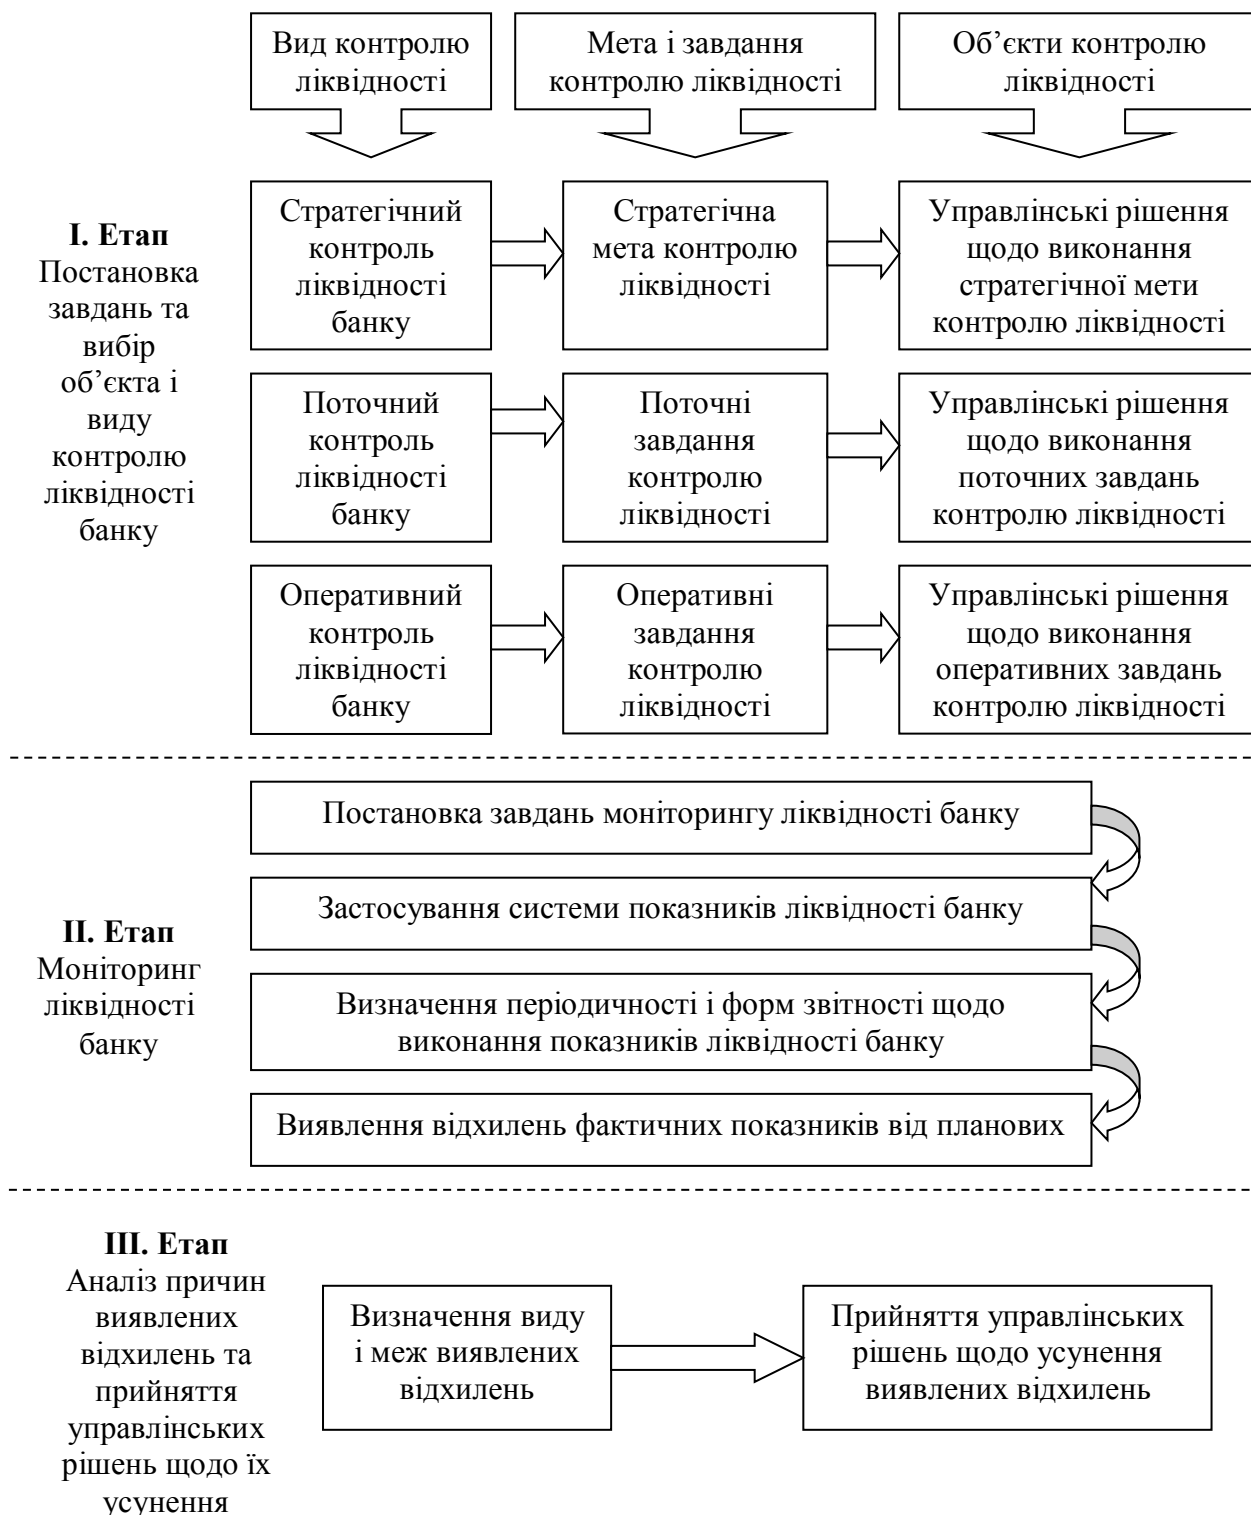 Вид контролю
ліквідності
Мета і завдання
контролю ліквідності
Об’єкти контролю
ліквідності
I. Етап
Постановка
завдань та
вибір
об’єкта і
виду
контролю
ліквідності
банку
Стратегічний
контроль
ліквідності
банку
Стратегічна
мета контролю
ліквідності
Управлінські рішення
щодо виконання
стратегічної мети
контролю ліквідності
Поточний
контроль
ліквідності
банку
Поточні
завдання
контролю
ліквідності
Управлінські рішення
щодо виконання
поточних завдань
контролю ліквідності
Оперативний
контроль
ліквідності
банку
Оперативні
завдання
контролю
ліквідності
Управлінські рішення
щодо виконання
оперативних завдань
контролю ліквідності
II. Етап
Моніторинг
ліквідності
банку
Постановка завдань моніторингу ліквідності банку
Застосування системи показників ліквідності банку
Визначення періодичності і форм звітності щодо
виконання показників ліквідності банку
Виявлення відхилень фактичних показників від планових
III. Етап
Аналіз причин
виявлених
відхилень та
прийняття
управлінських
рішень щодо їх
усунення
Визначення виду
і меж виявлених
відхилень
Прийняття управлінських
рішень щодо усунення
виявлених відхилень